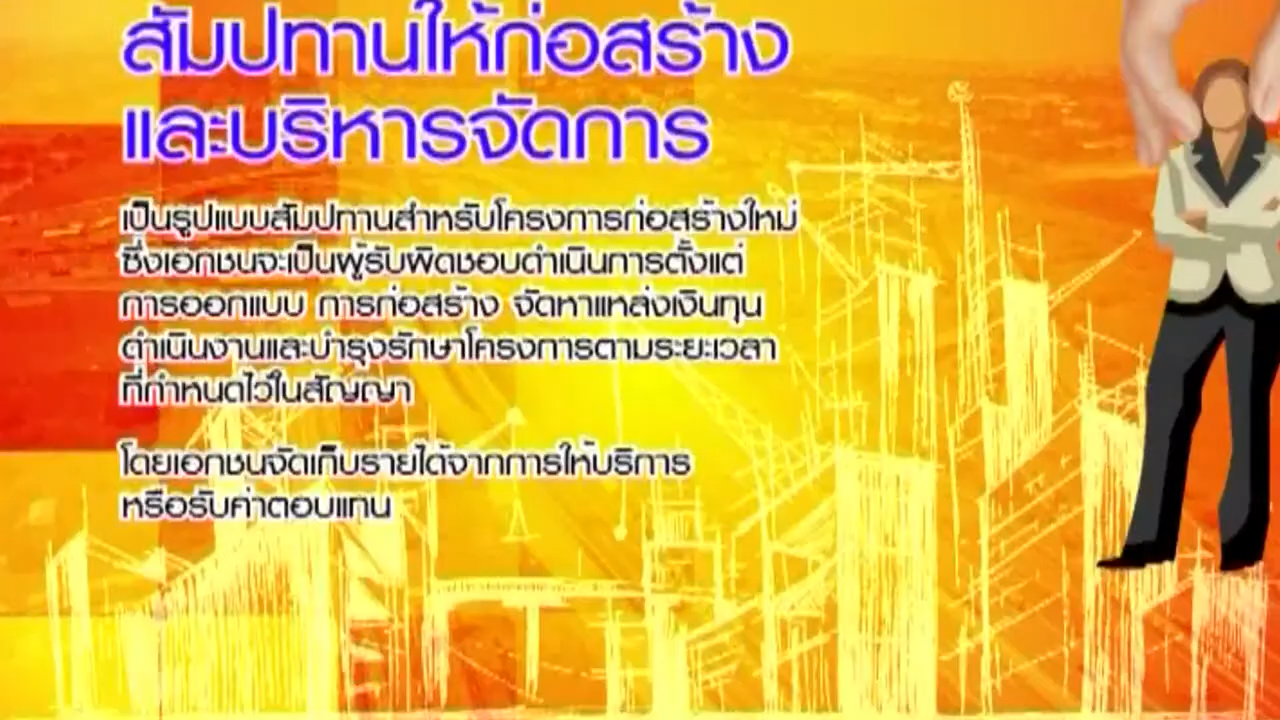 สัมปทานให้ก่อสร้าง
และบริหารจัดการ
เป็นรูปแบบสัมปทานสำหรับโครงการก่อสร้างใหม่
ซึ่งเอกชนจะเป็นผู้รับผิดชอบดำเนินการตั้งแต่
การออกแบบ การก่อสร้าง จัดหาแหล่งเงินทุน
ดำเนินงานและบำรุงรักษาโครงการตามระยะเวลา
ที่กำหนดไว้ในสัญญา
โดยเอกชนจัดเก็บรายได้จากการให้บริการ
หรือรับค่าตอบแทน